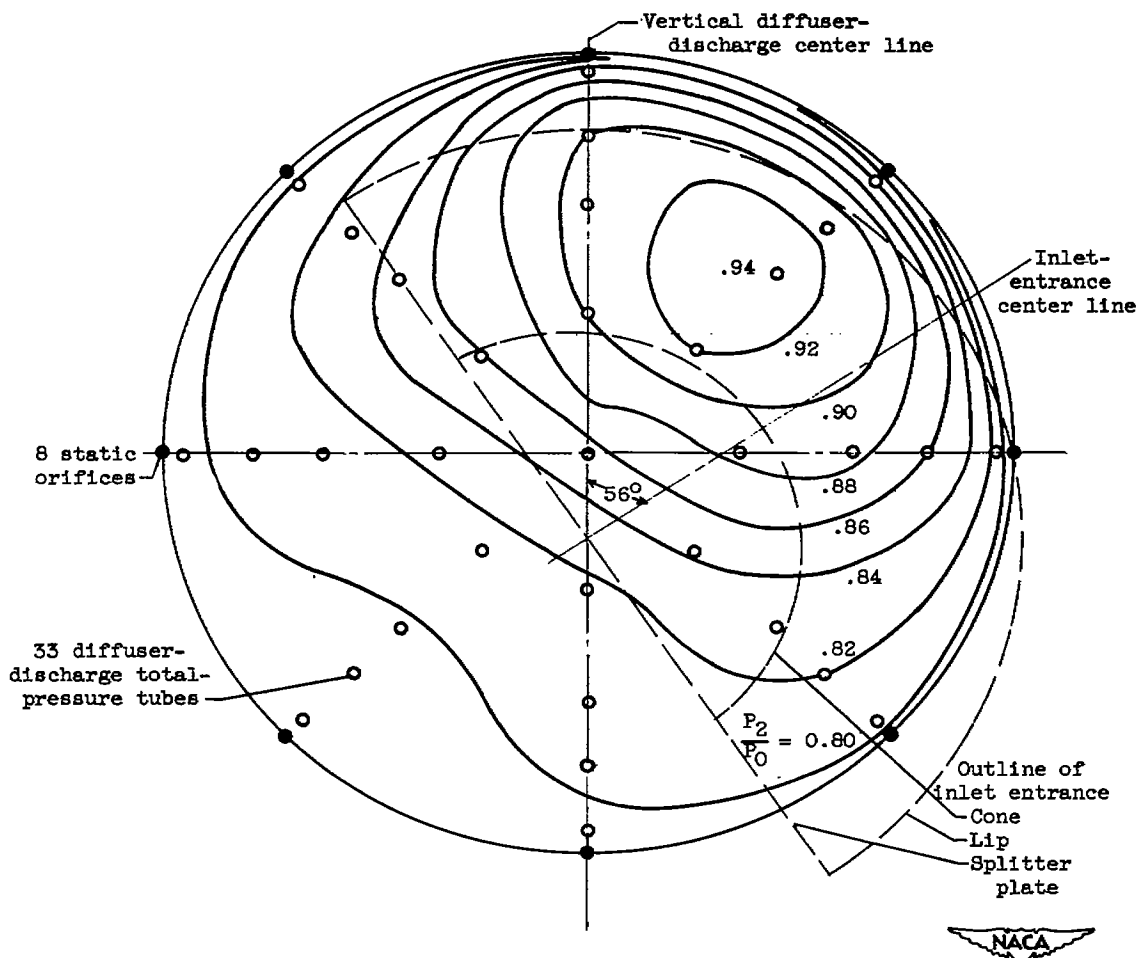 Vertical diffuser-
discharge center line
Inlet-
entrance
center line
.94
.92
.90
8 static
orifices
.88
56°
.86
.84
.82
33 diffuser-
discharge total-
pressure tubes
P2
P0 = 0.80
Outline of
inlet entrance
Cone
Lip
Splitter
plate
NACA